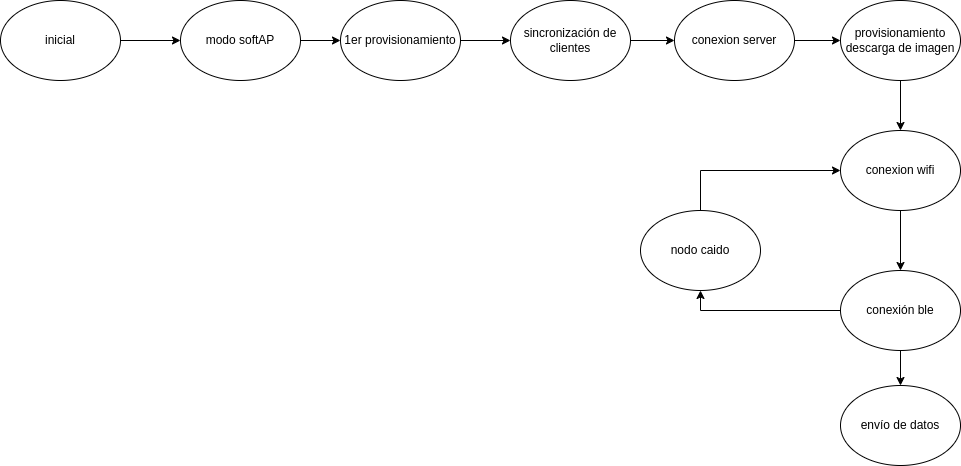 inicial
modo softAP
1er provisionamiento
sincronización de
clientes
conexion server
provisionamiento
descarga de imagen
conexion wifi
nodo caido
conexión ble
envío de datos